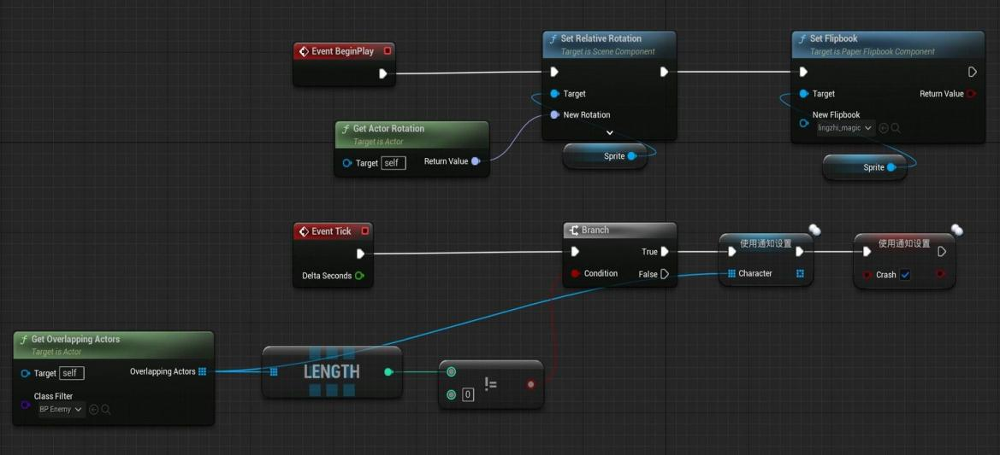 Event BeginPlay
Set Relative Rotation
Target is Scene Component
Target
New Rotation
Set Flipbook
Target is Paper Flipbook Component
Target
Return Value
New Flipbook
lingzhi_magic
Get Actor Rotation
Target is Actor
Target self
Return Value
Sprite
Sprite
Event Tick
Delta Seconds
Branch
True
Condition
False
使用通知设置
Character
使用通知设置
Crash
Get Overlapping Actors
Target is Actor
Target self
Overlapping Actors
Class Filter
BP Enemy
LENGTH
!=
0